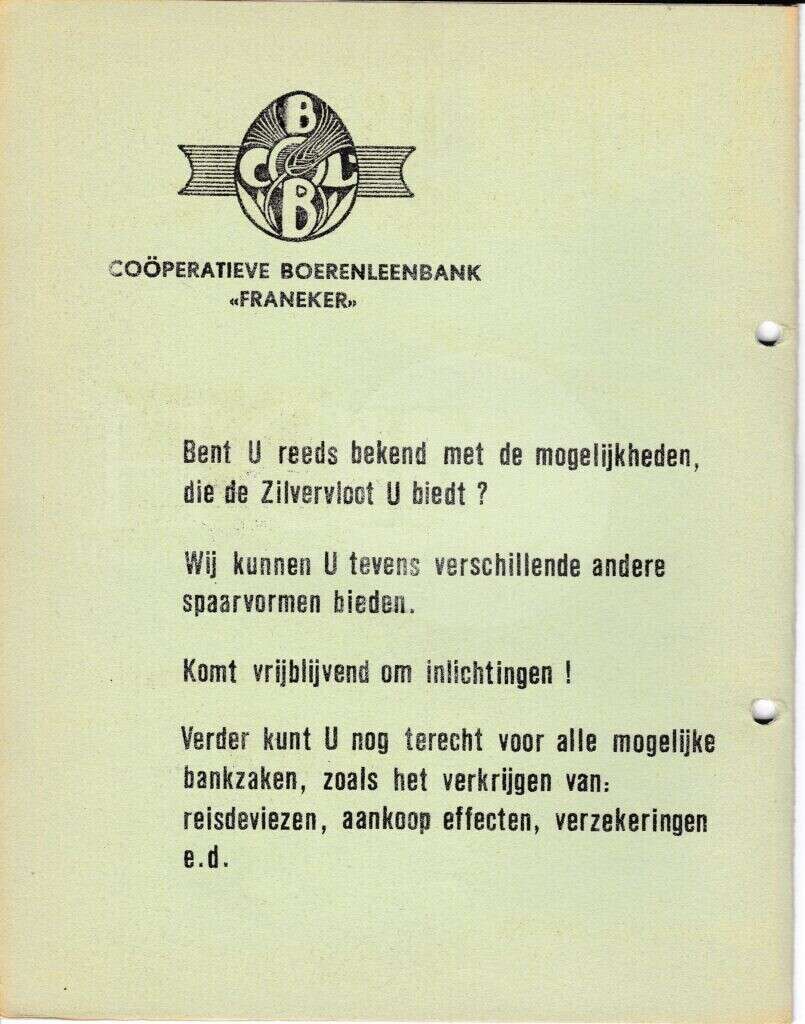 B
COL
B
COÖPERATIEVE BOERENLEENBANK
«FRANEKER»
Bent U reeds bekend met de mogelijkheden,
die de Zilvervloot U biedt ?
Wij kunnen U tevens verschillende andere
spaarvormen bieden.
Komt vrijblijvend om inlichtingen !
Verder kunt U nog terecht voor alle mogelijke
bankzaken, zoals het verkrijgen van:
reisdeviezen, aankoop effecten, verzekeringen
e.d.